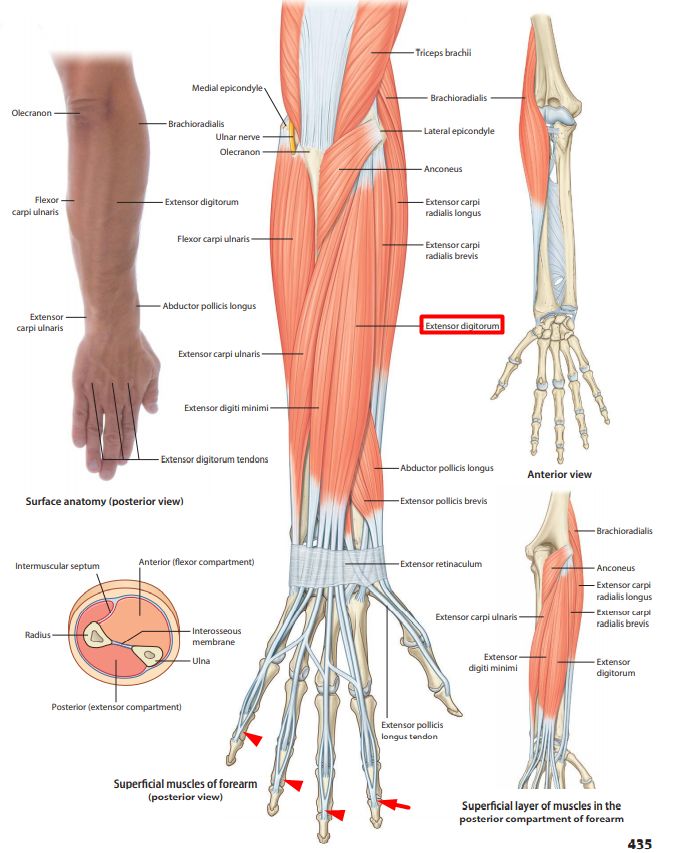 Triceps brachii
Medial epicondyle
Brachioradialis
Olecranon
Brachioradialis
Lateral epicondyle
Ulnar nerve
Olecranon
Anconeus
Flexor
carpi ulnaris
Extensor digitorum
Extensor carpi
radialis longus
Flexor carpi ulnaris
Extensor carpi
radialis brevis
Abductor pollicis longus
Extensor
carpi ulnaris
Extensor digitorum
Extensor carpi ulnaris
Extensor digiti minimi
Extensor digitorum tendons
Abductor pollicis longus
Anterior view
Surface anatomy (posterior view)
Extensor pollicis brevis
Brachioradialis
Intermuscular septum
Anterior (flexor compartment)
Extensor retinaculum
Anconeus
Extensor carpi
radialis longus
Extensor carpi ulnaris
Extensor carpi
radialis brevis
Radius
Interosseous
membrane
Ulna
Extensor
digiti minimi
Extensor
digitorum
Posterior (extensor compartment)
Extensor pollicis
longus tendon
Superficial muscles of forearm
(posterior view)
Superficial layer of muscles in the
posterior compartment of forearm
435